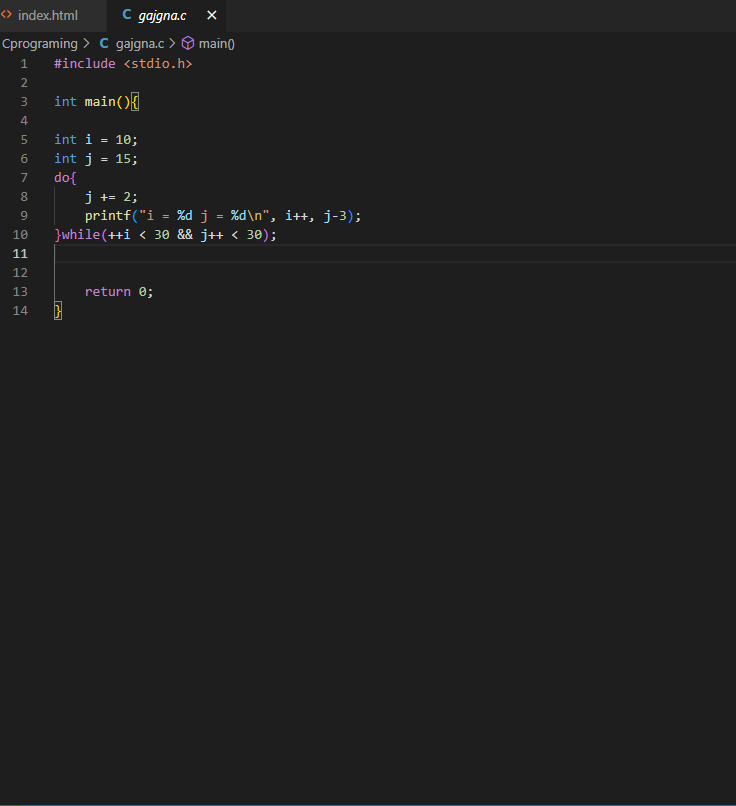 index.html gajgna.c
Cprograming > gajgna.c > main()
1 #include <stdio.h>
2
3 int main(){
4
5 int i = 10;
6 int j = 15;
7 do{
8     j += 2;
9     printf("i = %d j = %d\n", i++, j-3);
10 }while(++i < 30 && j++ < 30);
11
12
13     return 0;
14 }